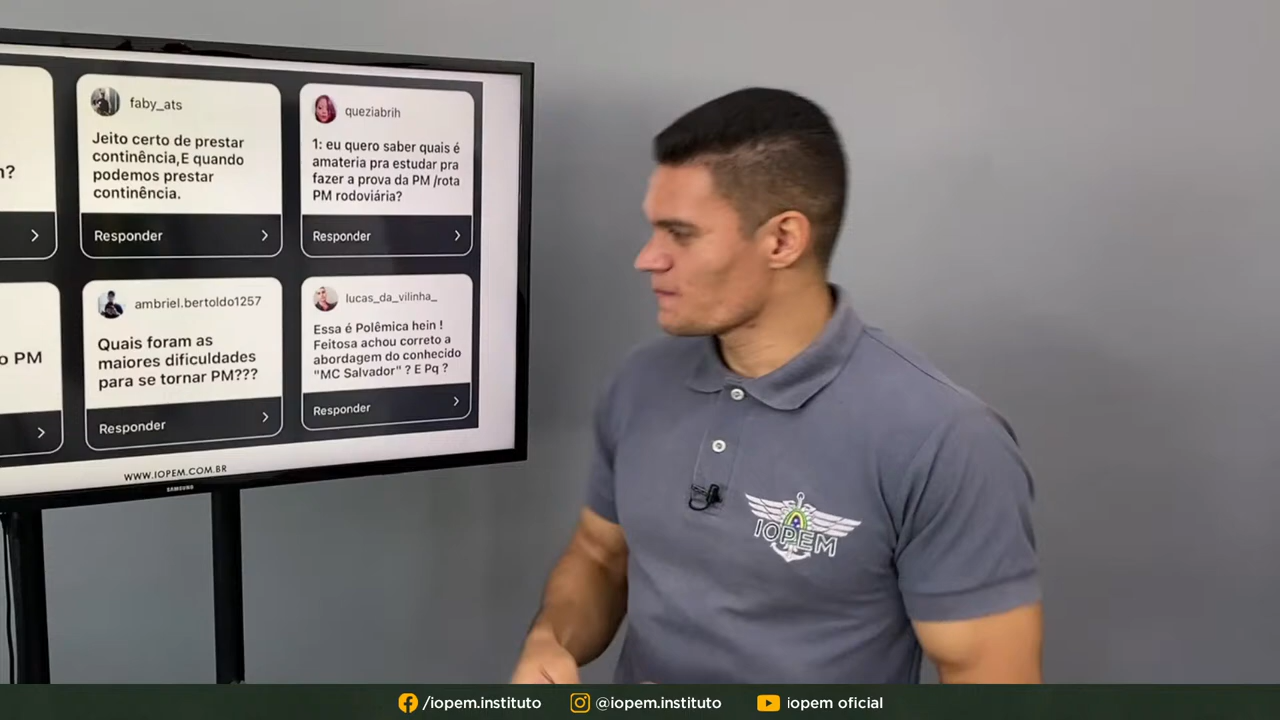 m?
>
faby_ats
Jeito certo de prestar
continência,E quando
podemos prestar
continência.
Responder >
queziabrih
1: eu quero saber quais é
amateria pra estudar pra
fazer a prova da PM /rota
PM rodoviária?
Responder >
o PM
>
ambriel.bertoldo1257
Quais foram as
maiores dificuldades
para se tornar PM???
Responder >
lucas_da_vilinha_
Essa é Polêmica hein !
Feitosa achou correto a
abordagem do conhecido
"MC Salvador" ? E Pq ?
Responder >
WWW.IOPEM.COM.BR
SAMSUNG
IOPEM
/iopem.instituto
@iopem.instituto
iopem oficial